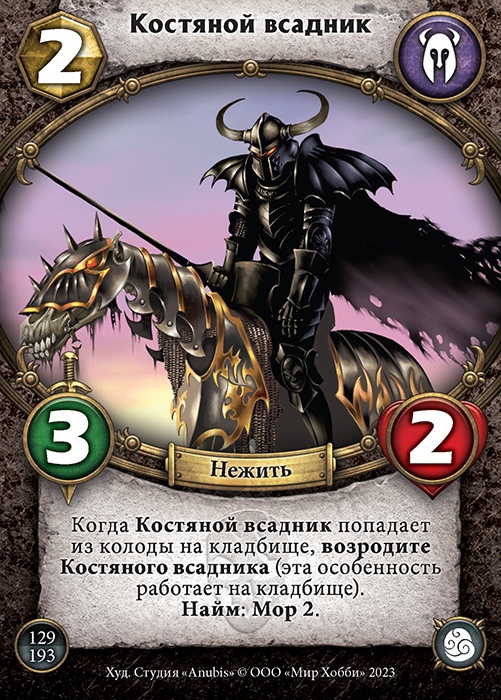 Костяной всадник
2
3
2
Нежить
Когда Костяной всадник попадает
из колоды на кладбище, возродите
Костяного всадника (эта особенность
работает на кладбище).
Найм: Мор 2.
129
193
Худ. Студия «Anubis» © ООО «Мир Хобби» 2023